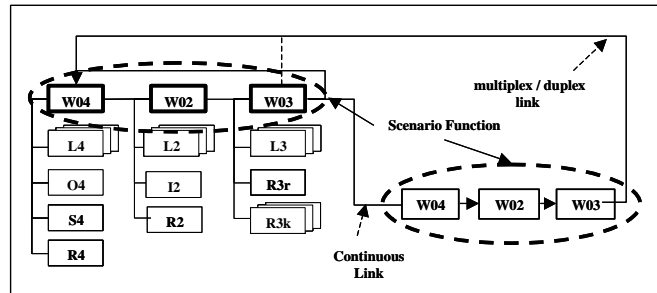 multiplex / duplex
link
W04 W02 W03
Scenario Function
L4 L2 L3
O4 I2 R3r
W04 W02 W03
S4 R2 R3k
R4
Continuous
Link